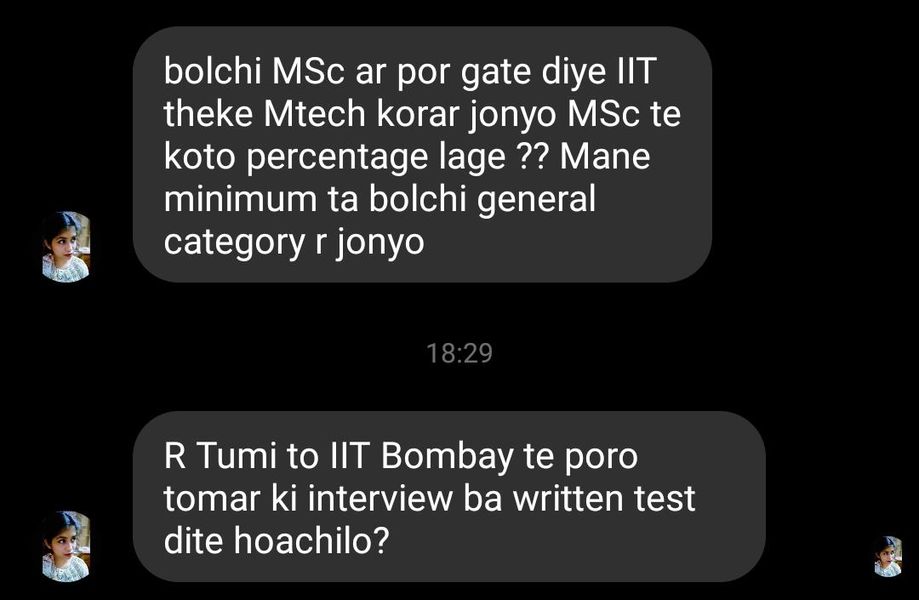 bolchi MSc ar por gate diye IIT
theke Mtech korar jonyo MSc te
koto percentage lage ?? Mane
minimum ta bolchi general
category r jonyo
18:29
R Tumi to IIT Bombay te poro
tomar ki interview ba written test
dite hoachilo?